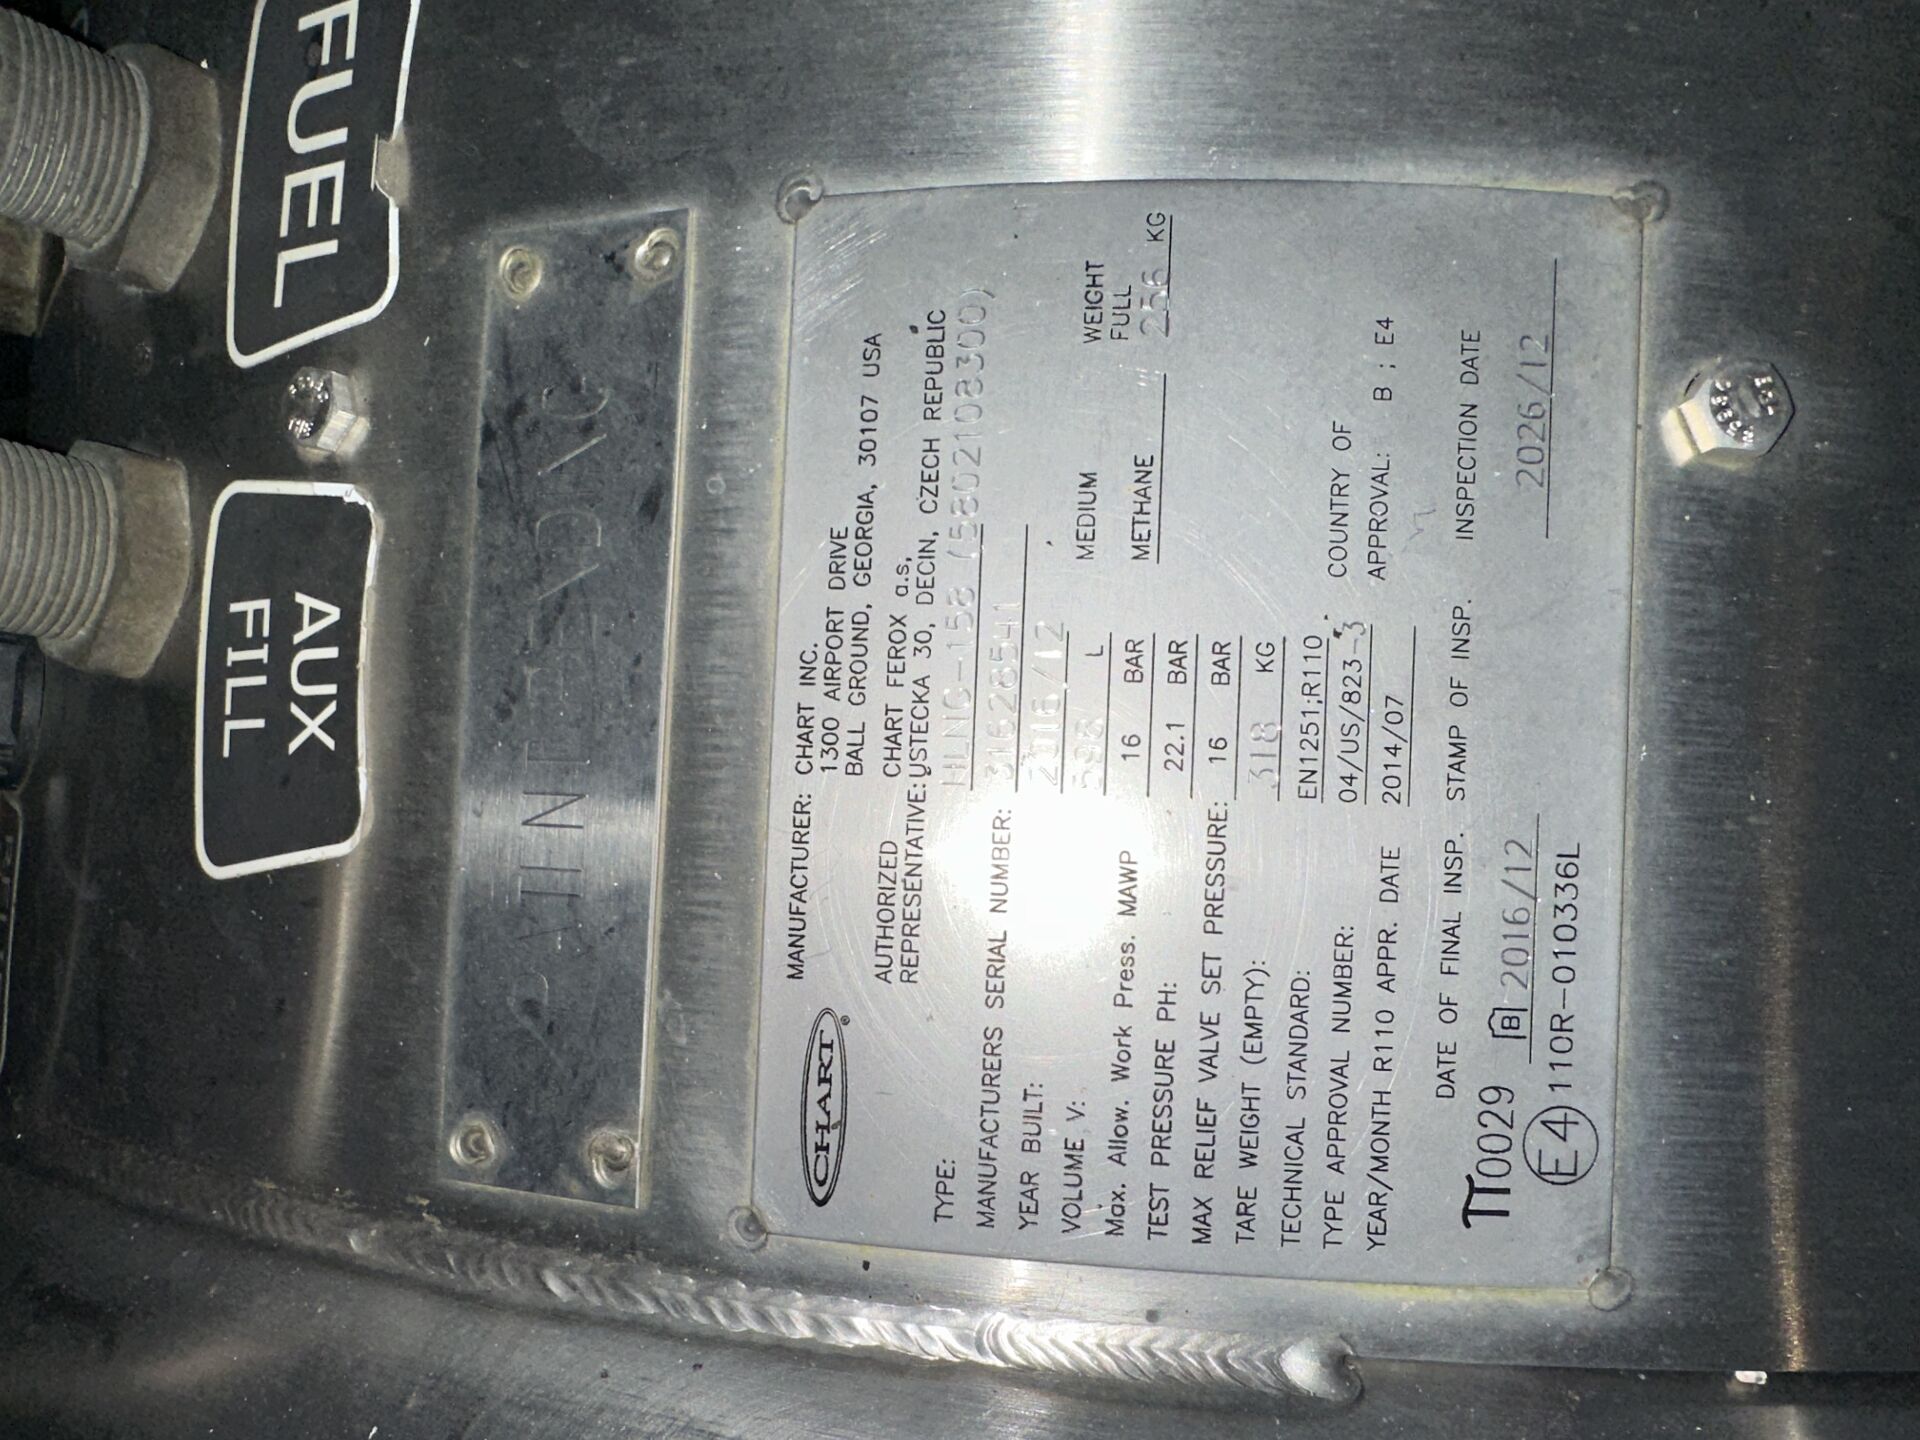 FUEL
AUX
FILL
CHART
MANUFACTURER: CHART INC.
1300 AIRPORT DRIVE
BALL GROUND, GEORGIA, 30107 USA
AUTHORIZED CHART FEROX a.s,
REPRESENTATIVE: USTECKA 30, DECIN, CZECH REPUBLIC
TYPE: HLNG-158 (5802108300)
MANUFACTURERS SERIAL NUMBER: 316285541
YEAR BUILT: 2016/12
VOLUME V: 598 L
MEDIUM
METHANE
WEIGHT
FULL
256 KG
Max. Allow. Work Press. MAWP 16 BAR
TEST PRESSURE PH: 22.1 BAR
MAX RELIEF VALVE SET PRESSURE: 16 BAR
TARE WEIGHT (EMPTY): 318 KG
TECHNICAL STANDARD: EN1251;R110
TYPE APPROVAL NUMBER: 04/US/823-3
YEAR/MONTH R110 APPR. DATE 2014/07
COUNTRY OF
APPROVAL: B ; E4
DATE OF FINAL INSP. STAMP OF INSP. INSPECTION DATE
π0029 B 2016/12 2026/12
E4 110R-010336L